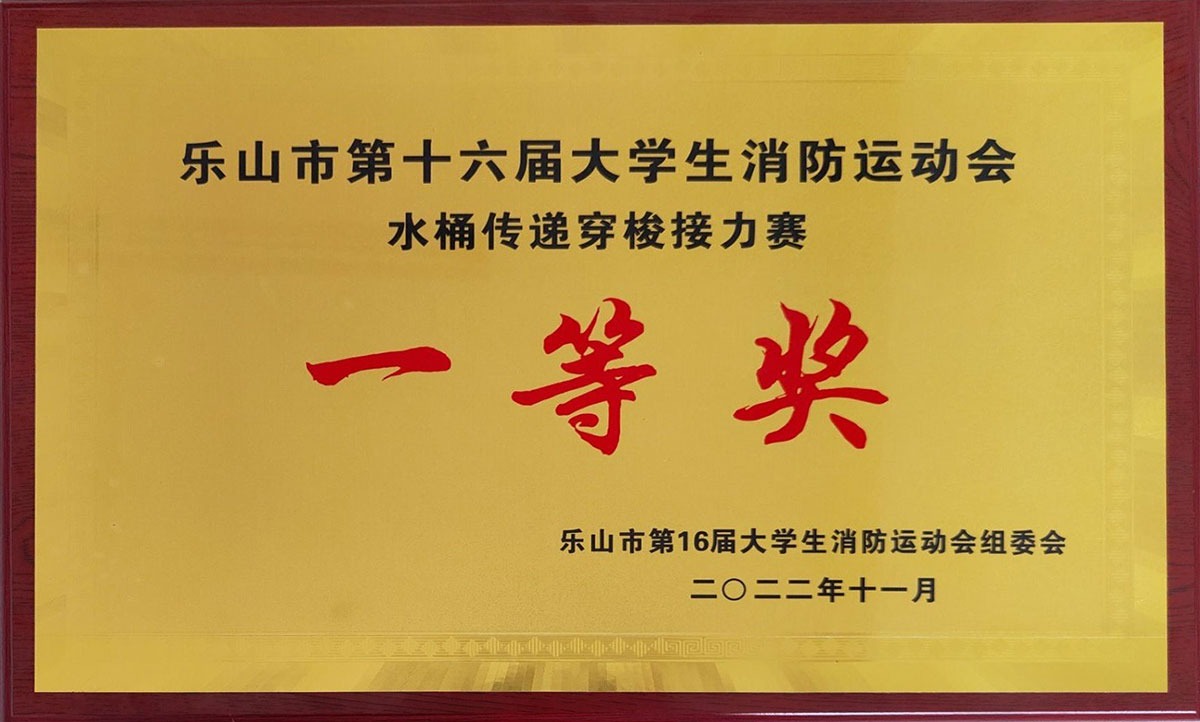 乐山市第十六届大学生消防运动会
水桶传递穿梭接力赛
一等奖
乐山市第16届大学生消防运动会组委会
二〇二二年十一月